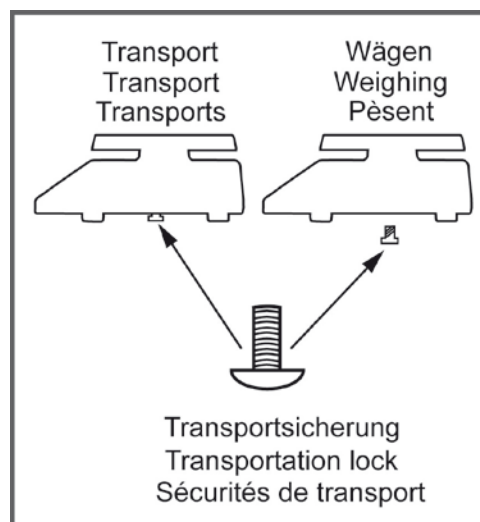 Transport
Transport
Transports
Wägen
Weighing
Pèsent
Transportsicherung
Transportation lock
Sécurités de transport